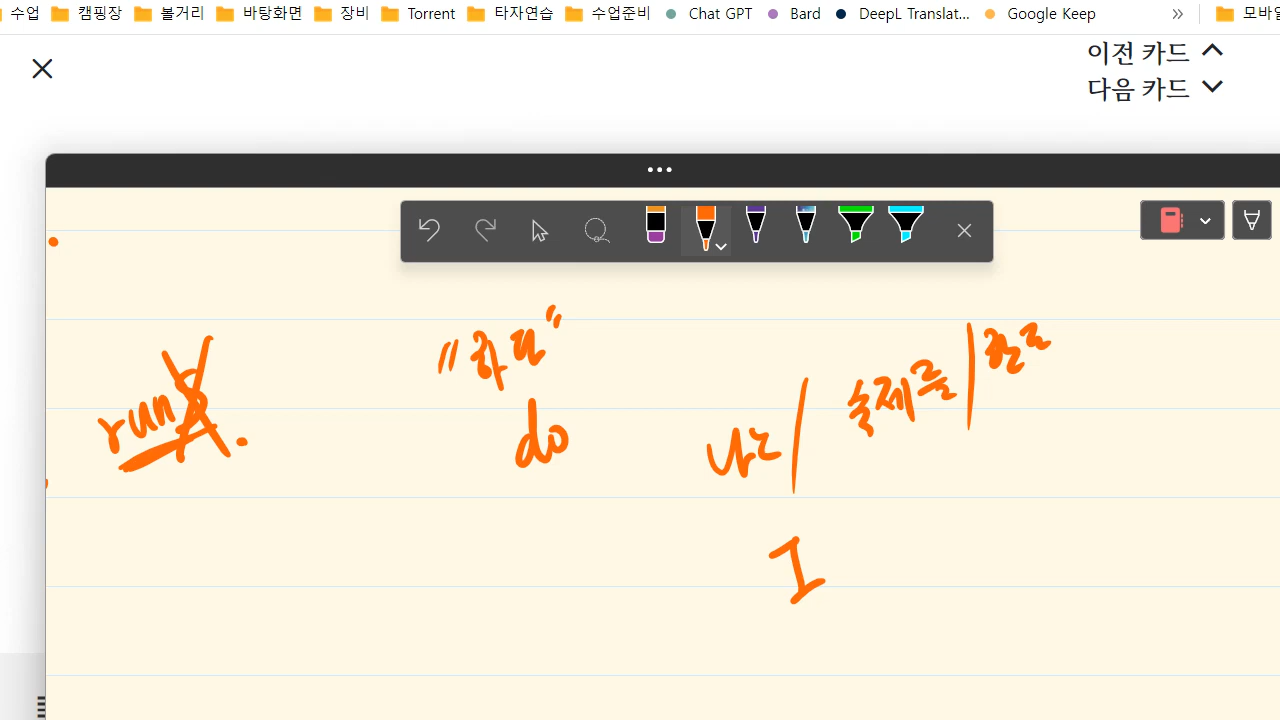 수업 캠핑장 볼거리 바탕화면 장비 Torrent 타자연습 수업준비 Chat GPT Bard DeepL Translat... Google Keep » 모바일
이전 카드
다음 카드
run
"하다"
do
나는 / 숙제를 / 한다
I